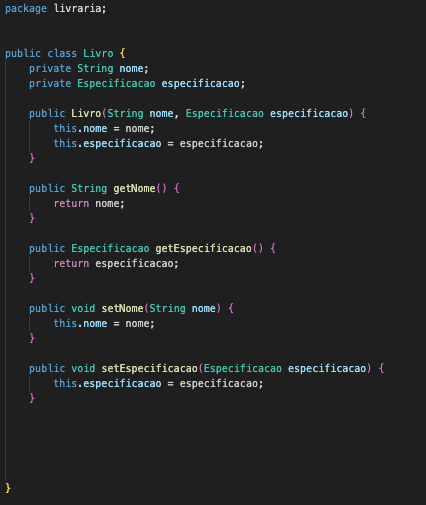 package livraria;
public class Livro {
private String nome;
private Especificacao especificacao;
public Livro(String nome, Especificacao especificacao) {
this.nome = nome;
this.especificacao = especificacao;
}
public String getNome() {
return nome;
}
public Especificacao getEspecificacao() {
return especificacao;
}
public void setNome(String nome) {
this.nome = nome;
}
public void setEspecificacao(Especificacao especificacao) {
this.especificacao = especificacao;
}
}